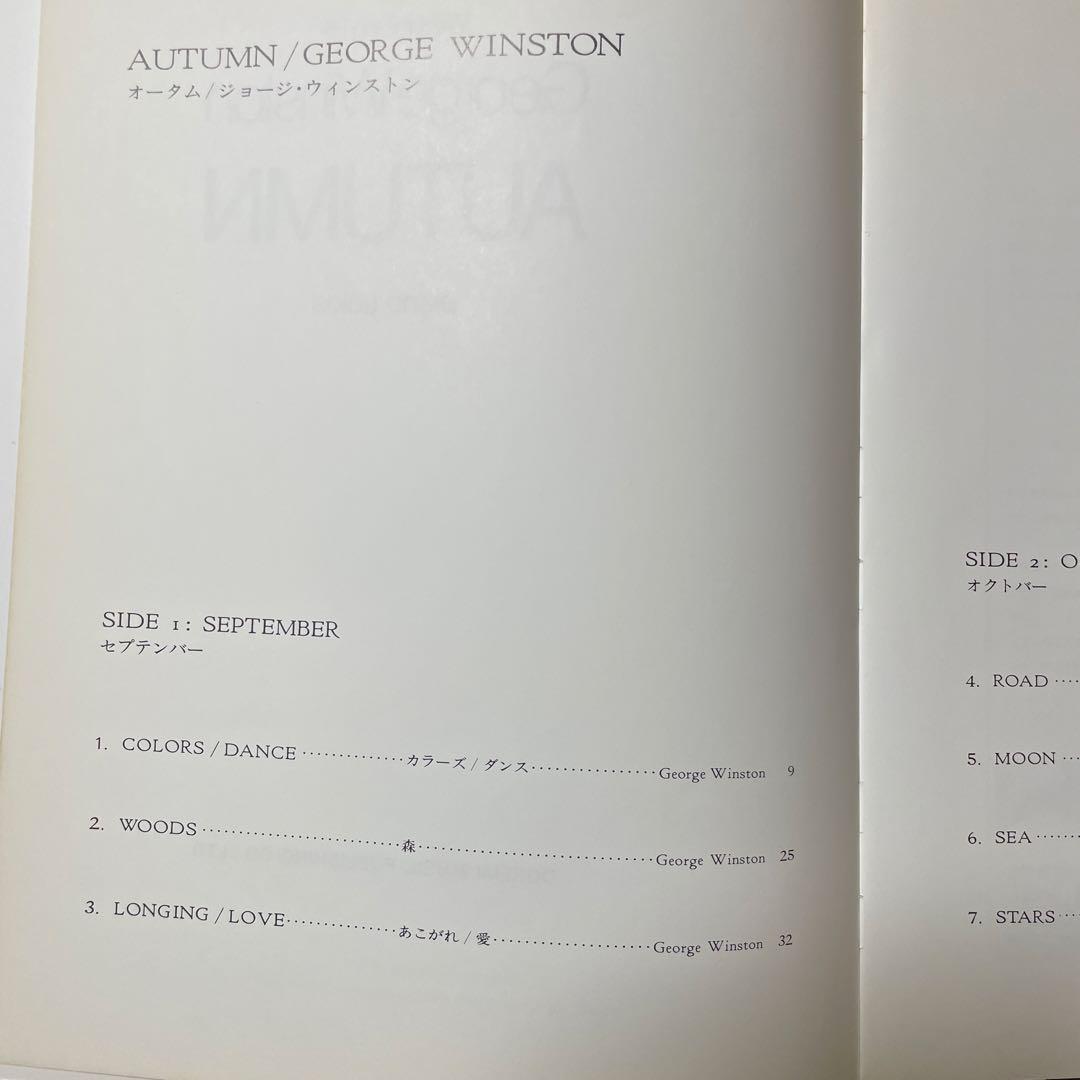 AUTUMN/GEORGE WINSTON
オータム/ジョージ・ウィンストン
SIDE 1: SEPTEMBER
セプテンバー
1. COLORS/DANCE ············· カラーズ/ダンス ················ George Winston 9
2. WOODS ··························· 森 ································ George Winston 25
3. LONGING/LOVE ··············· あこがれ/愛 ······················ George Winston 32
SIDE 2: O
オクトバー
4. ROAD ····
5. MOON ···
6. SEA ······
7. STARS ···